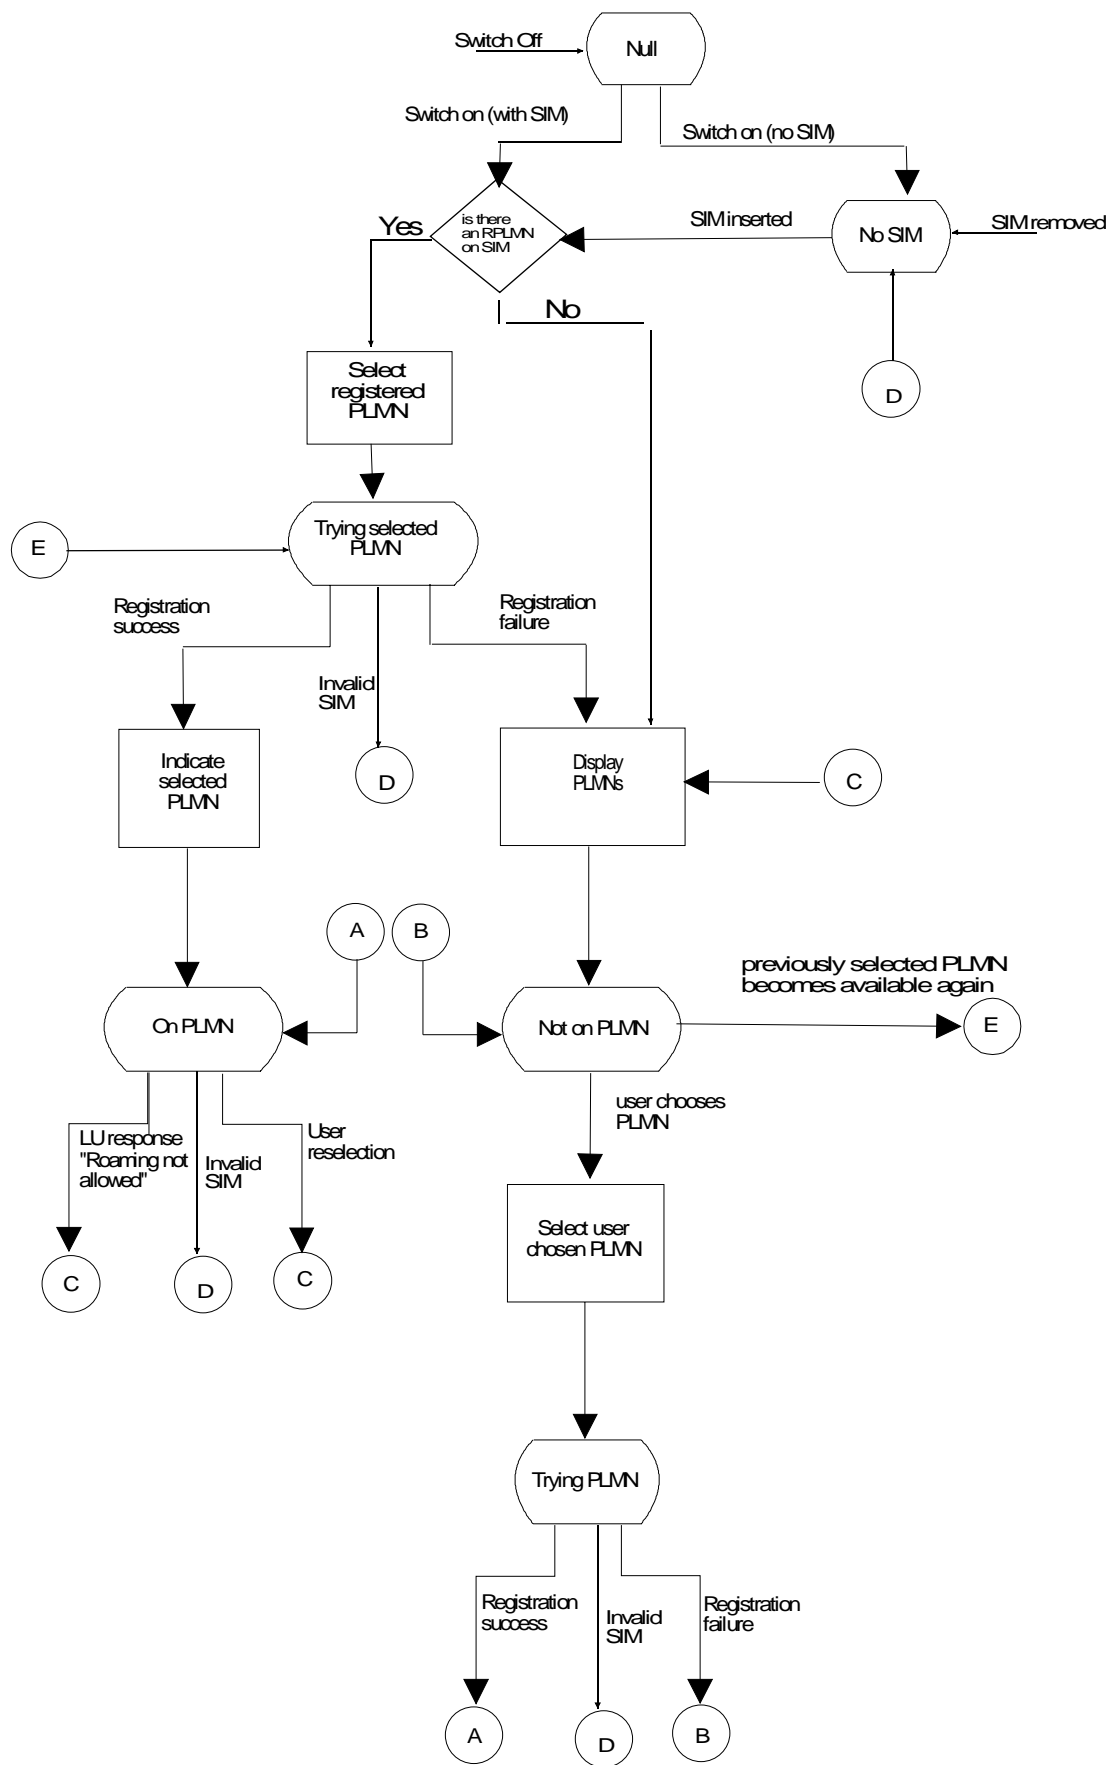 Switch Off
Null
Switch on (with SIM)
Switch on (no SIM)
is there
an RPLMN
on SIM
Yes
SIM inserted
No SIM
SIM removed
No
D
Select
registered
PLMN
E
Trying selected
PLMN
Registration
success
Invalid
SIM
Registration
failure
Indicate
selected
PLMN
D
Display
PLMNs
C
A
B
On PLMN
Not on PLMN
previously selected PLMN
becomes available again
E
LU response
"Roaming not
allowed"
Invalid
SIM
User
reselection
user chooses
PLMN
C
D
C
Select user
chosen PLMN
Trying PLMN
Registration
success
Invalid
SIM
Registration
failure
A
D
B